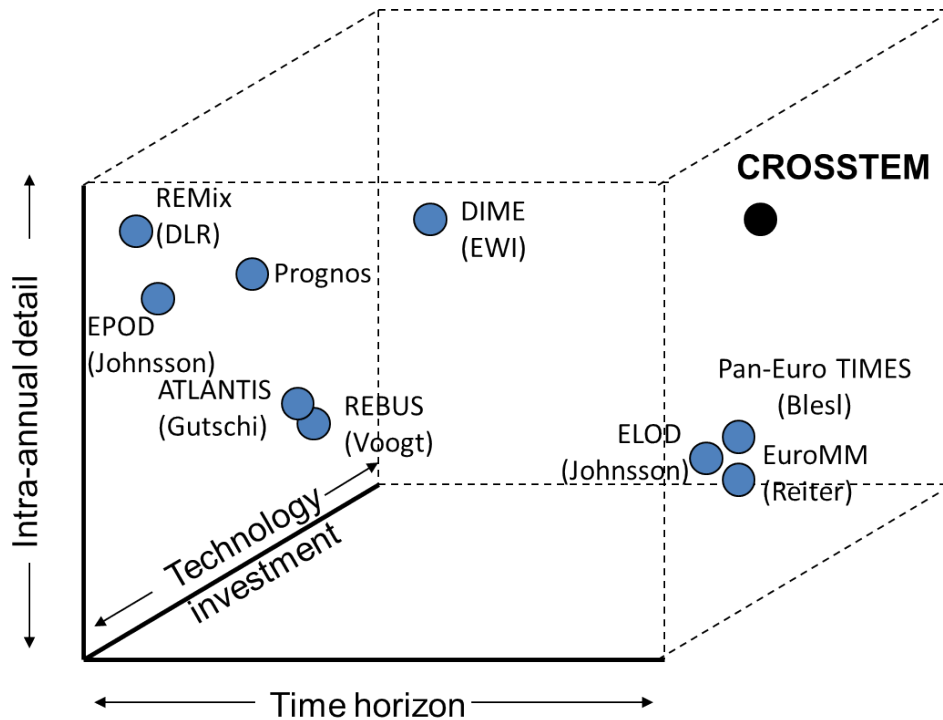 CROSSTEM
REMix
(DLR)
DIME
(EWI)
Prognos
EPOD
(Johnsson)
ATLANTIS
(Gutschi)
REBUS
(Voogt)
Pan-Euro TIMES
(Blesl)
ELOD
(Johnsson)
EuroMM
(Reiter)
Intra-annual detail
Technology
investment
Time horizon